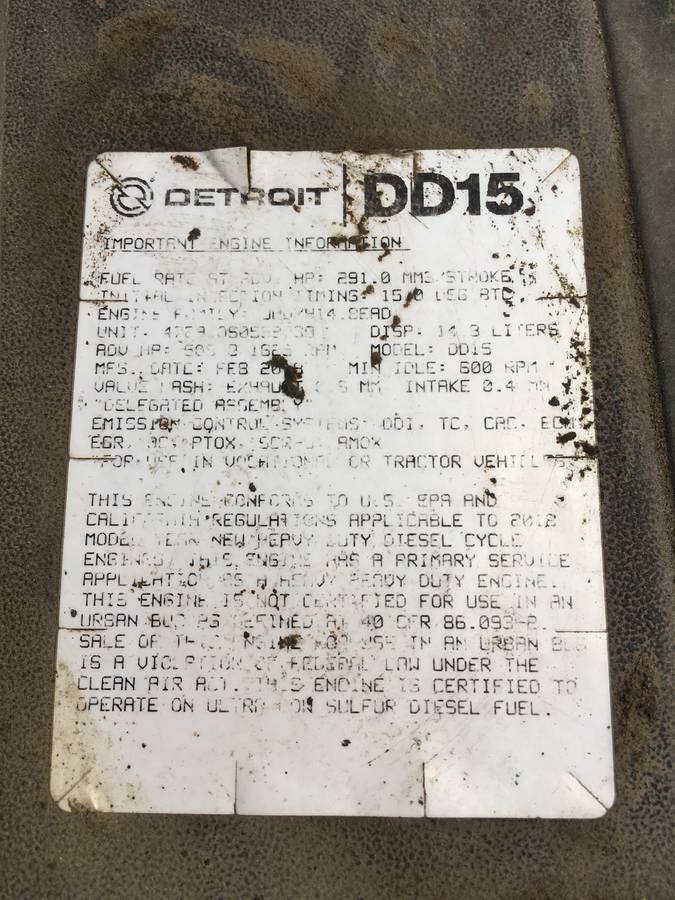 DETROIT DD15
IMPORTANT ENGINE INFORMATION
FUEL RATE AT ADV. HP: 291.0 MM3/STROKE
INITIAL INJECTION TIMING: 15.0 DEG BTC
ENGINE FAMILY:
UNIT: DISP: 14.8 LITERS
ADV HP: MODEL: DD15
MFG. DATE: FEB MIN IDLE: 600 RPM
VALVE LASH: EXHAUST MM INTAKE 0.4 MM
"DELEGATED ASSEMBLY"
EMISSION CONTROL SYSTEMS: DDI, TC, CAC, ECM
EGR, PTOX, AMOX
FOR USE IN VOCATIONAL OR TRACTOR VEHICLES
THIS ENGINE CONFORMS TO U.S. EPA AND
CALIFORNIA REGULATIONS APPLICABLE TO 2012
MODEL YEAR NEW HEAVY DUTY DIESEL CYCLE
ENGINES. THIS ENGINE HAS A PRIMARY SERVICE
APPLICATION AS A HEAVY HEAVY DUTY ENGINE.
THIS ENGINE IS NOT CERTIFIED FOR USE IN AN
URBAN BUS AS DEFINED AT 40 CFR 86.093-2.
SALE OF THIS ENGINE FOR USE IN AN URBAN BUS
IS A VIOLATION OF FEDERAL LAW UNDER THE
CLEAN AIR ACT. THIS ENGINE IS CERTIFIED TO
OPERATE ON ULTRA LOW SULFUR DIESEL FUEL.